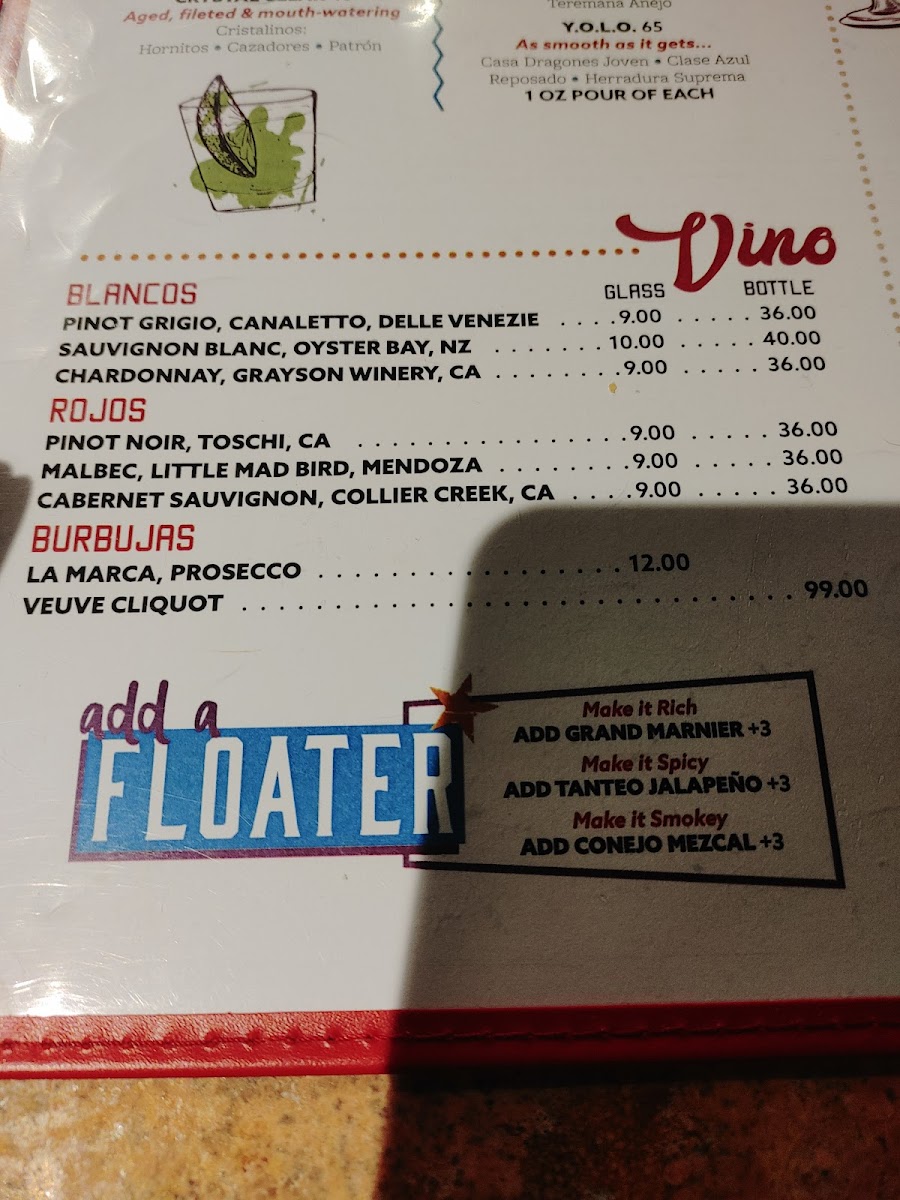 Aged, fileted & mouth-watering
Cristalinos:
Hornitos • Cazadores • Patrón
Teremana Añejo
Y.O.L.O. 65
As smooth as it gets...
Casa Dragones Joven • Clase Azul
Reposado • Herradura Suprema
1 OZ POUR OF EACH
Vino
BLANCOS GLASS BOTTLE
PINOT GRIGIO, CANALETTO, DELLE VENEZIE ....9.00 ..... 36.00
SAUVIGNON BLANC, OYSTER BAY, NZ ....... 10.00 ..... 40.00
CHARDONNAY, GRAYSON WINERY, CA ........9.00 ..... 36.00
ROJOS
PINOT NOIR, TOSCHI, CA .................9.00 ..... 36.00
MALBEC, LITTLE MAD BIRD, MENDOZA ........9.00 ..... 36.00
CABERNET SAUVIGNON, COLLIER CREEK, CA ....9.00 ..... 36.00
BURBUJAS
LA MARCA, PROSECCO ................. 12.00
VEUVE CLIQUOT .............................. 99.00
add a
FLOATER
Make it Rich
ADD GRAND MARNIER +3
Make it Spicy
ADD TANTEO JALAPEÑO +3
Make it Smokey
ADD CONEJO MEZCAL +3